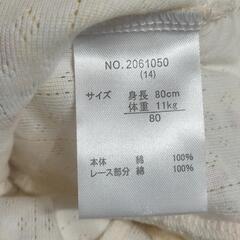 NO.2061050
(14)
サイズ 身長 80cm
体重 11kg
80
本体 綿 100%
レース部分 綿 100%